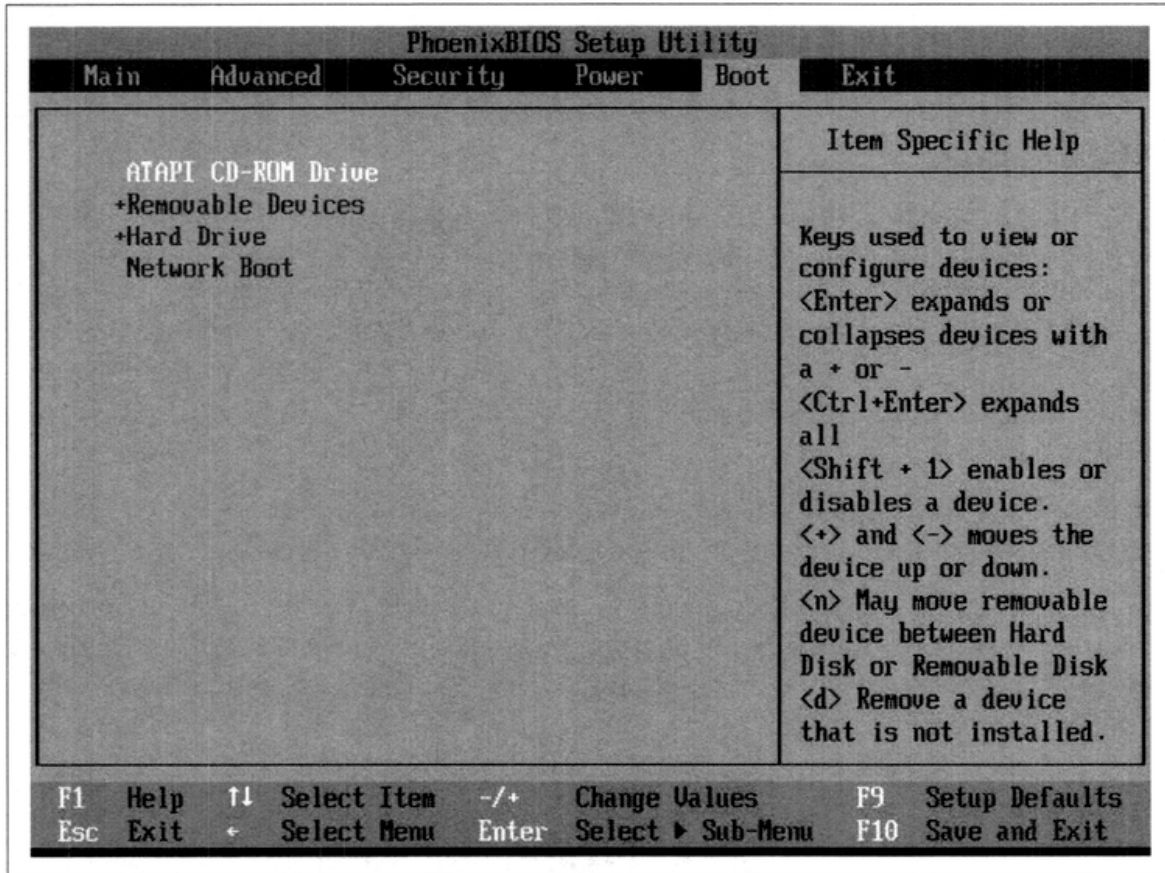 PhoenixBIOS Setup Utility
Main Advanced Security Power Boot Exit
ATAPI CD-ROM Drive
+Removable Devices
+Hard Drive
Network Boot
Item Specific Help
Keys used to view or
configure devices:
<Enter> expands or
collapses devices with
a + or -
<Ctrl+Enter> expands
all
<Shift + 1> enables or
disables a device.
<+> and <-> moves the
device up or down.
<n> May move removable
device between Hard
Disk or Removable Disk
<d> Remove a device
that is not installed.
F1 Help ↑↓ Select Item -/+ Change Values F9 Setup Defaults
Esc Exit ← Select Menu Enter Select ▶ Sub-Menu F10 Save and Exit